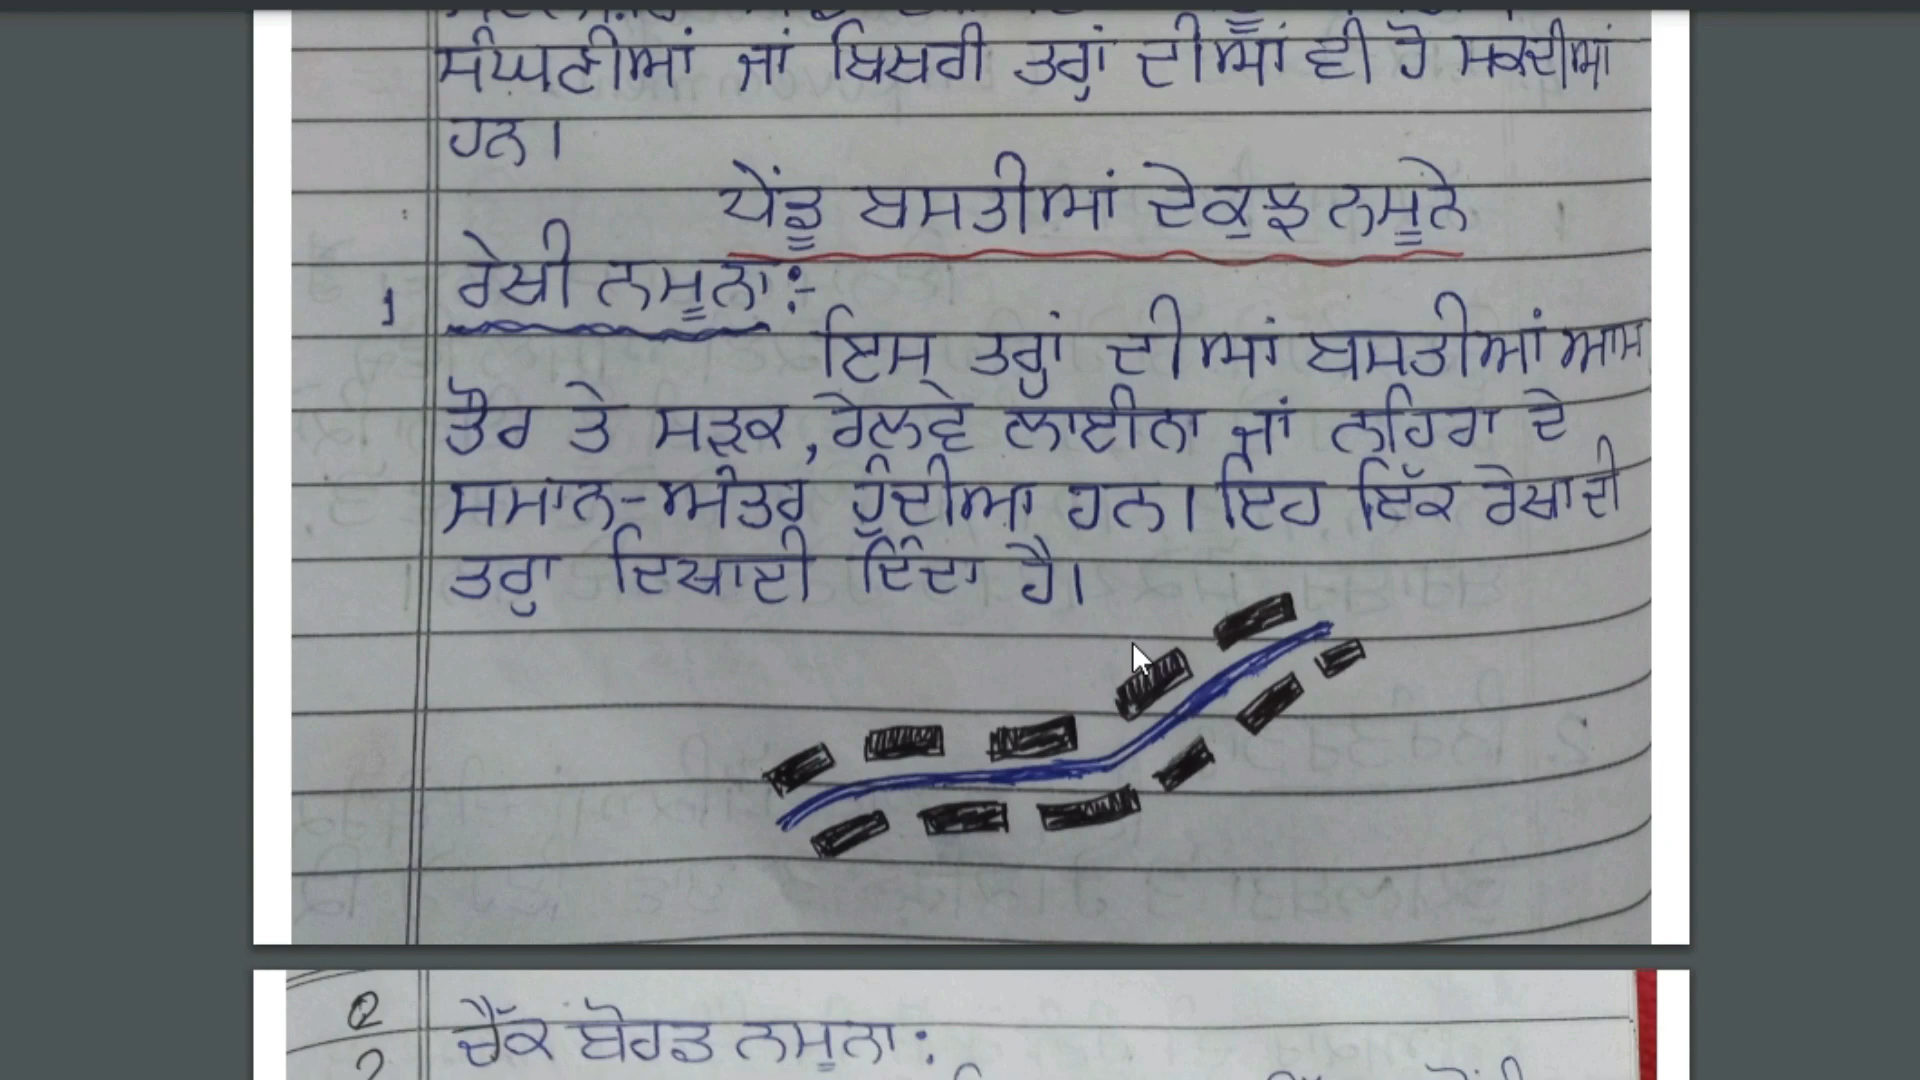 ਸੰਘਣੀਆਂ ਜਾਂ ਖਿਖਰੀ ਤਰ੍ਹਾਂ ਦੀਆਂ ਵੀ ਹੋ ਸਕਦੀਆਂ
ਹਨ।
ਪੇਂਡੂ ਬਸਤੀਆਂ ਦੇ ਕੁਝ ਨਮੂਨੇ
1 ਰੇਖੀ ਨਮੂਨਾ:-
ਇਸ ਤਰ੍ਹਾਂ ਦੀਆਂ ਬਸਤੀਆਂ ਆਮ
ਤੌਰ ਤੇ ਸੜਕ, ਰੇਲਵੇ ਲਾਈਨਾ ਜਾਂ ਨਹਿਰਾ ਦੇ
ਸਮਾਨ-ਅੰਤਰ ਹੁੰਦੀਆ ਹਨ। ਇਹ ਇੱਕ ਰੇਖਾ ਦੀ
ਤਰ੍ਹਾ ਦਿਖਾਈ ਦਿੰਦਾ ਹੈ।
2 ਚੈੱਕ ਬੋਰਡ ਨਮੂਨਾ: